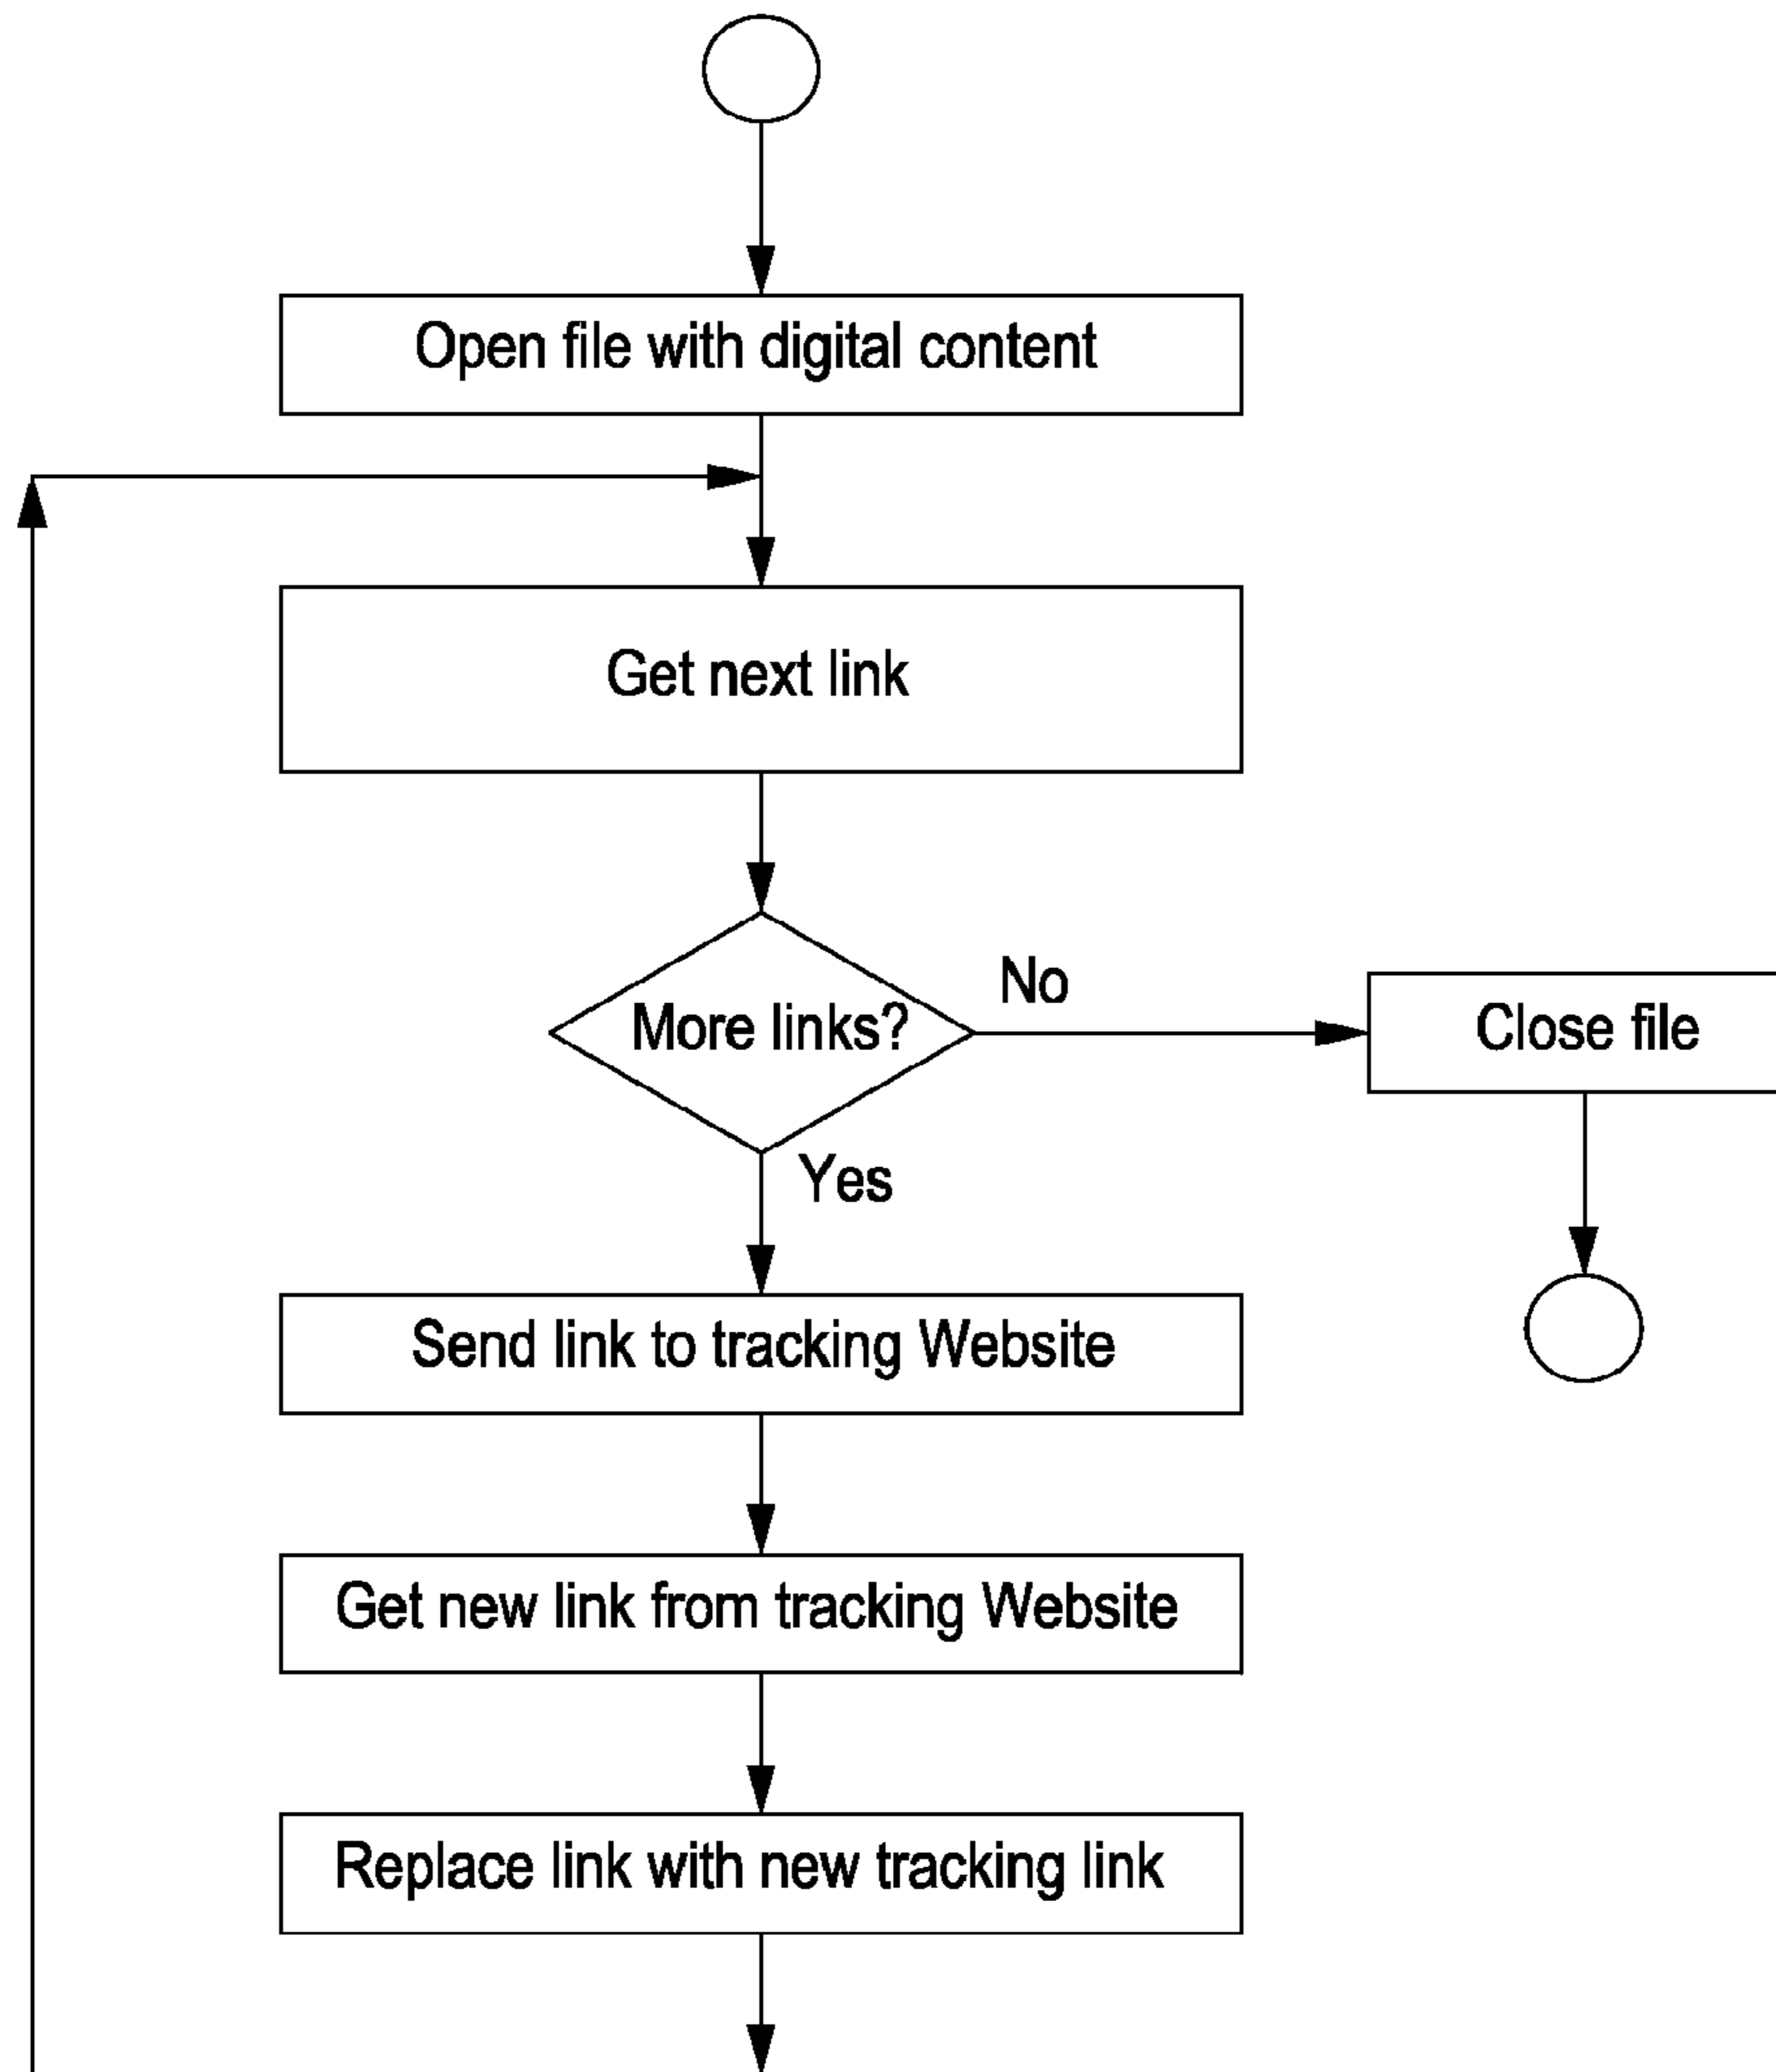 Open file with digital content
Get next link
More links?
No
Close file
Yes
Send link to tracking Website
Get new link from tracking Website
Replace link with new tracking link